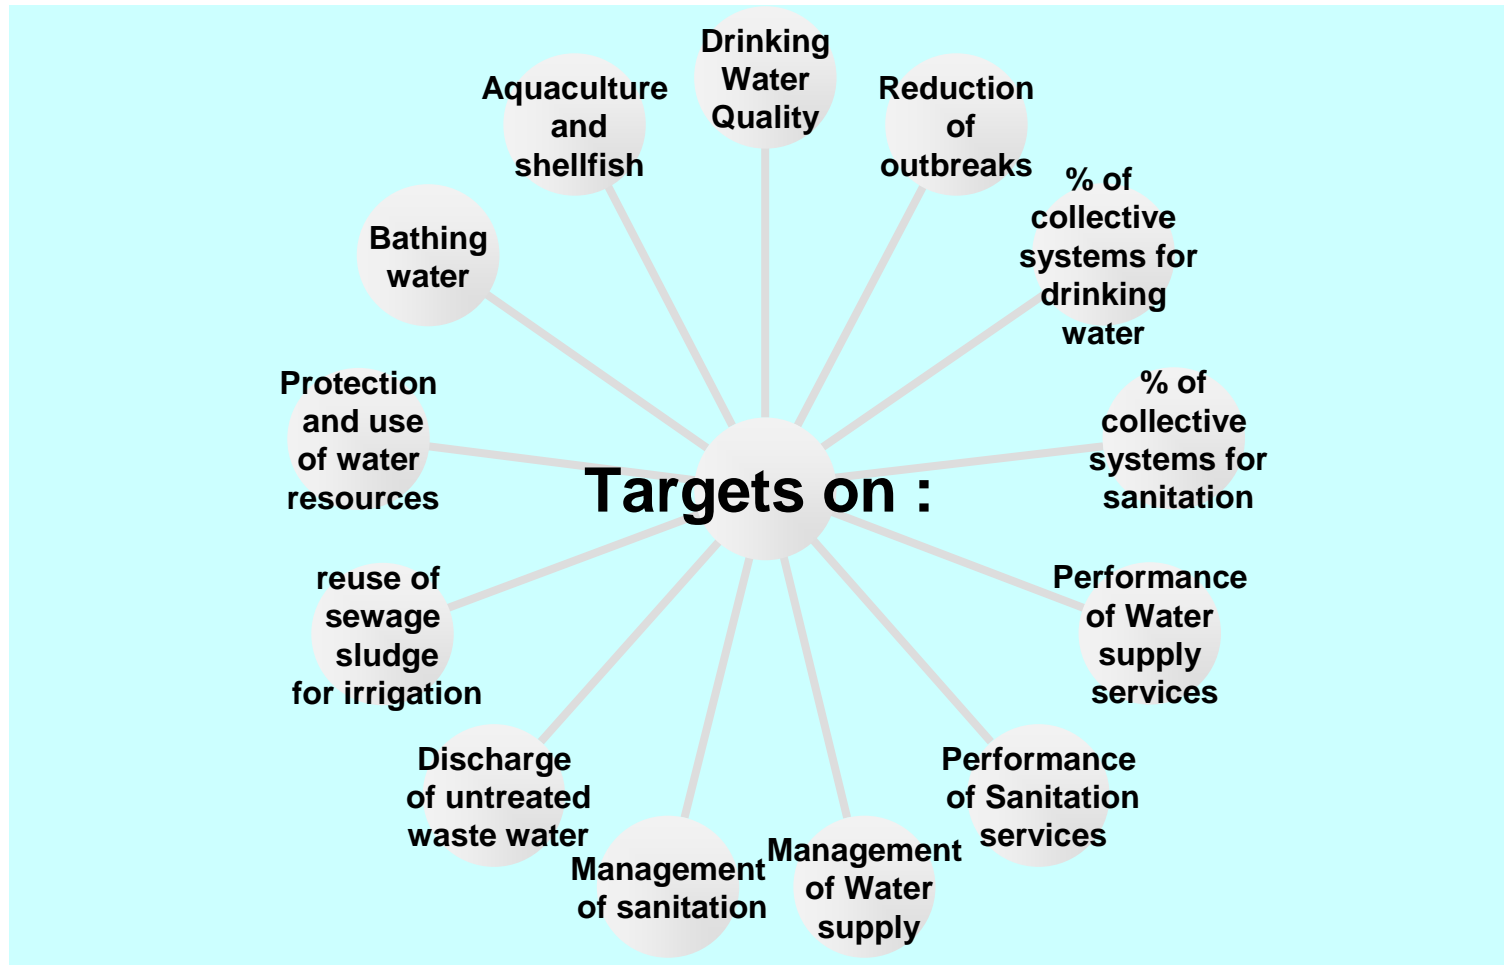 Drinking
Water
Quality
Reduction
of
outbreaks
% of
collective
systems for
drinking
water
% of
collective
systems for
sanitation
Performance
of Water
supply
services
Performance
of Sanitation
services
Management
of Water
supply
Management
of sanitation
Discharge
of untreated
waste water
reuse of
sewage
sludge
for irrigation
Protection
and use
of water
resources
Bathing
water
Aquaculture
and
shellfish
Targets on :